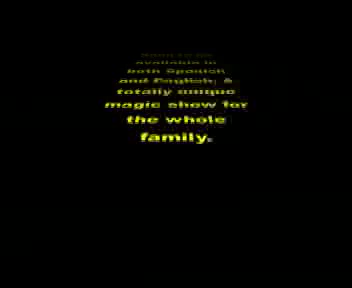 available in
both Spanish
and English; A
totally unique
magic show for
the whole
family.